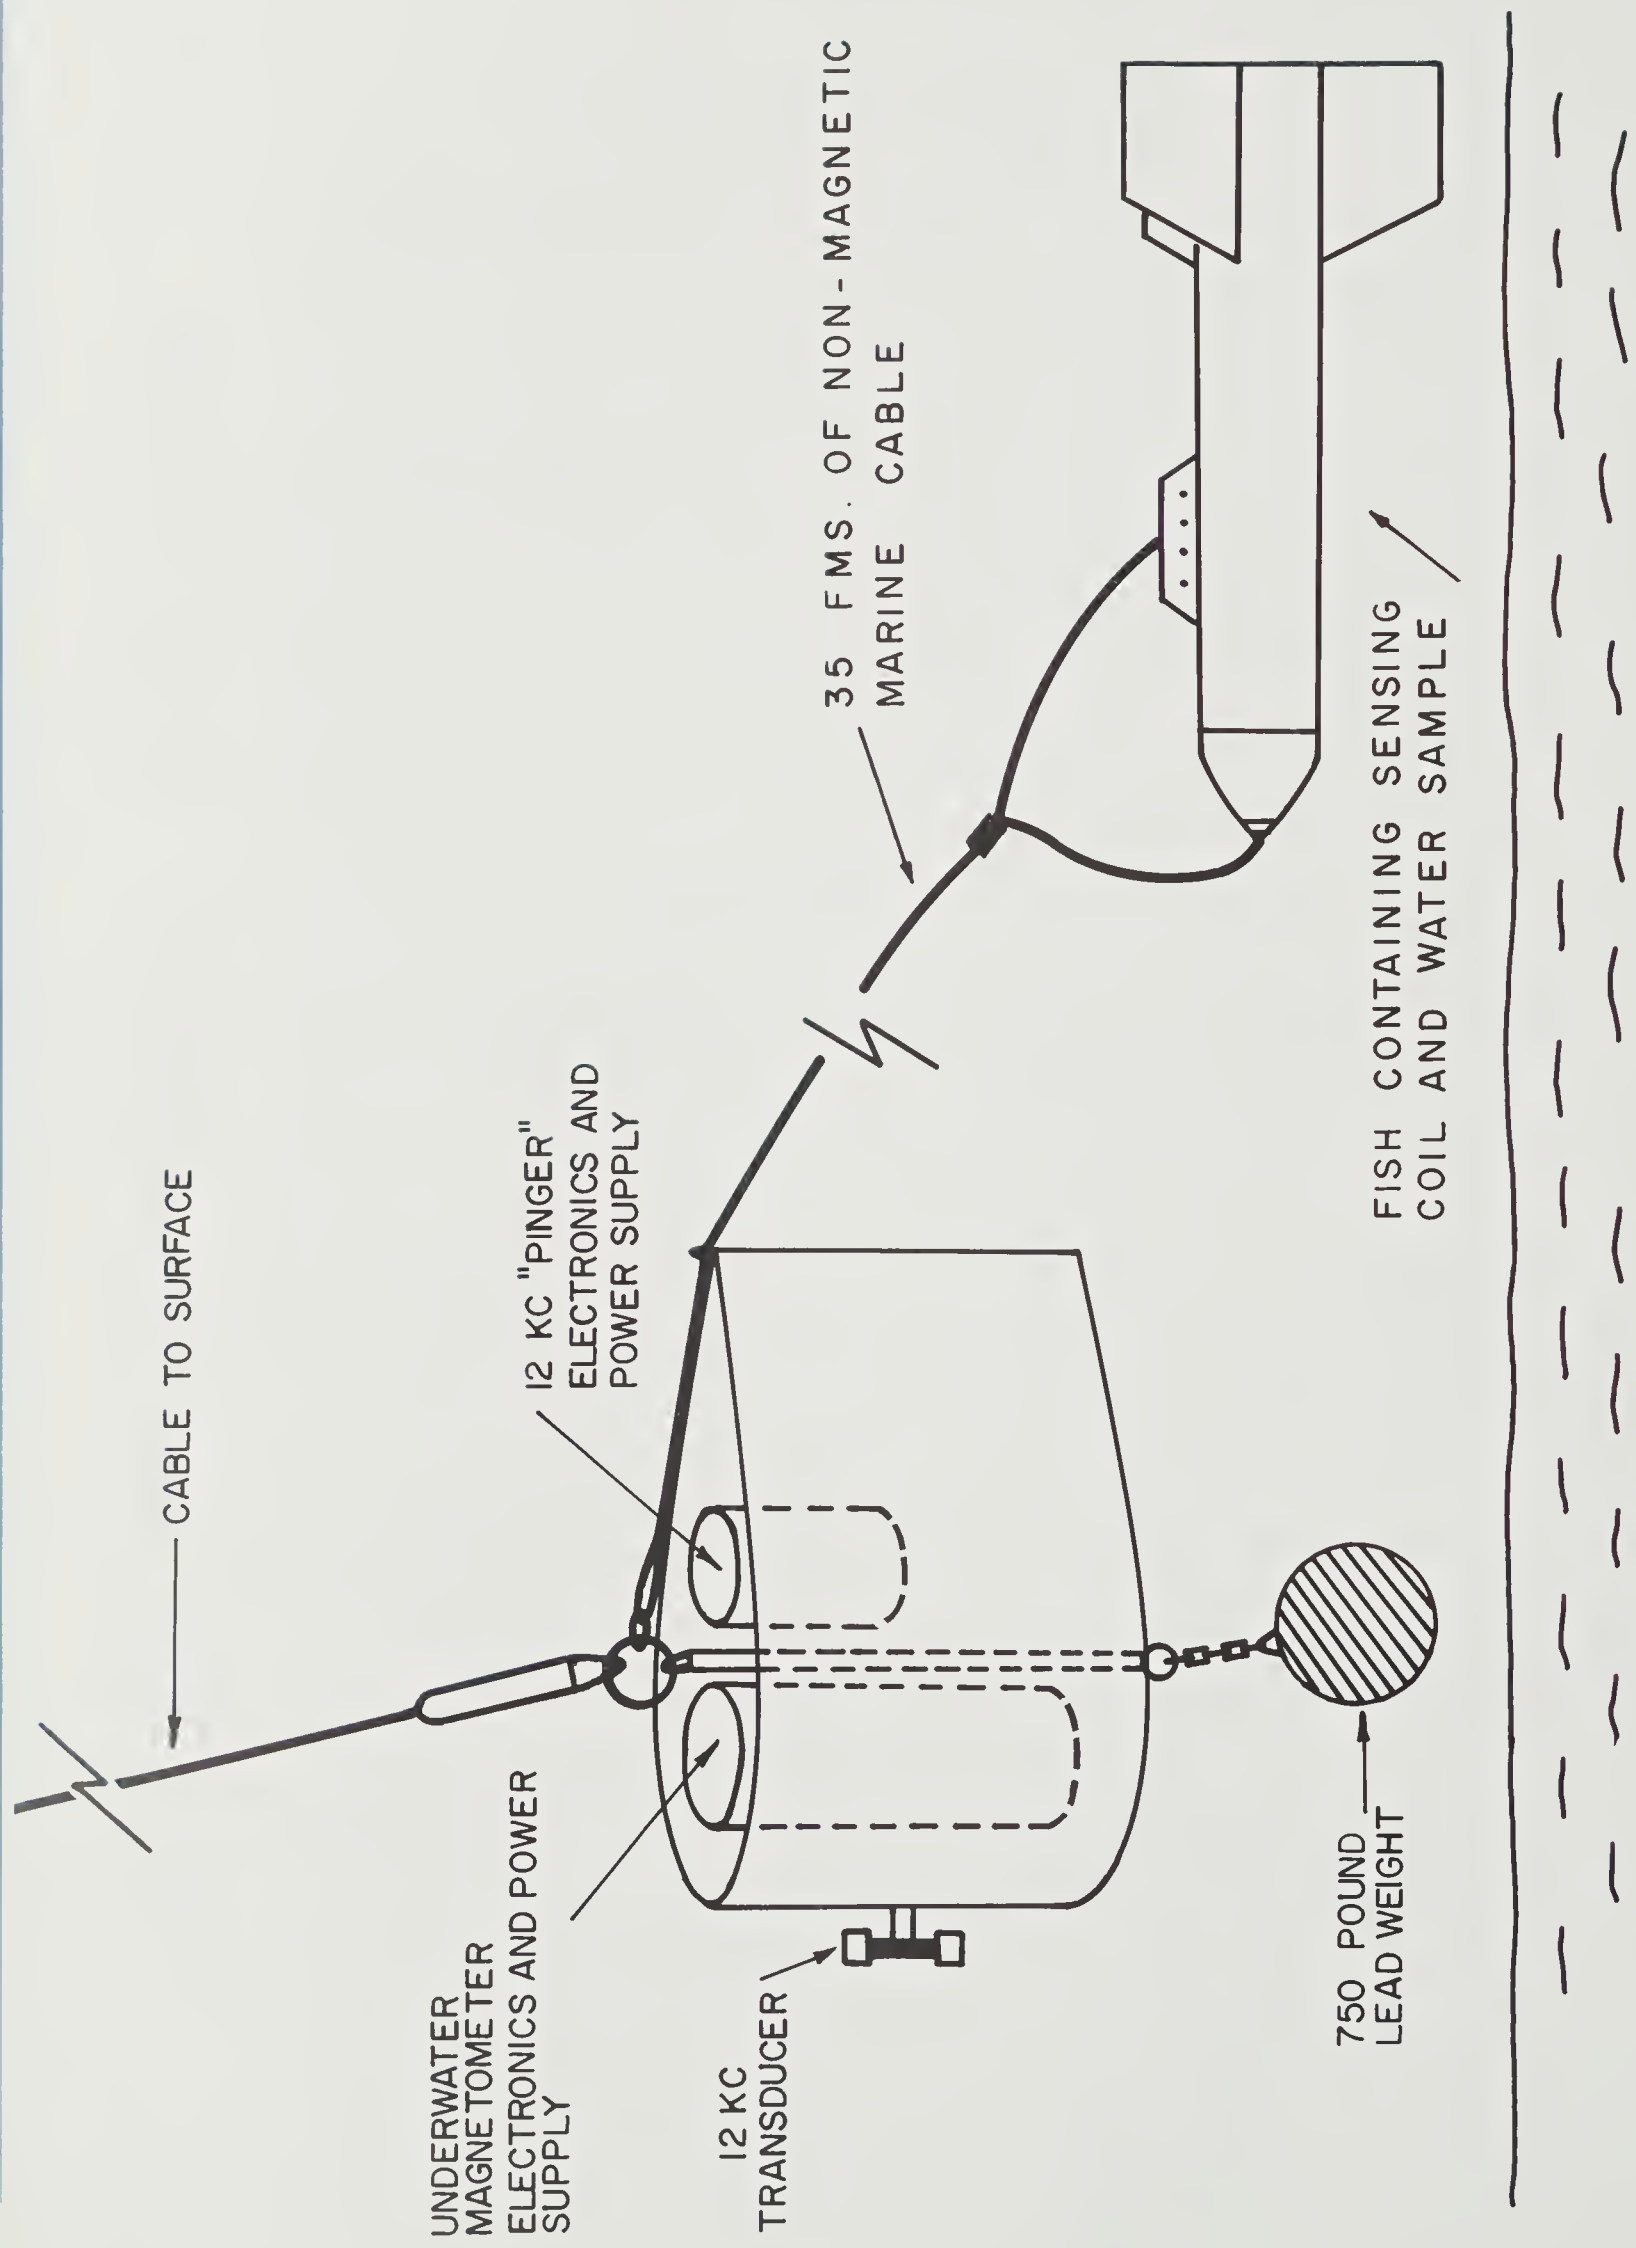 CABLE TO SURFACE
UNDERWATER
MAGNETOMETER
ELECTRONICS AND POWER
SUPPLY
12 KC "PINGER"
ELECTRONICS AND
POWER SUPPLY
12 KC
TRANSDUCER
35 FMS. OF NON-MAGNETIC
MARINE CABLE
750 POUND
LEAD WEIGHT
FISH CONTAINING SENSING
COIL AND WATER SAMPLE